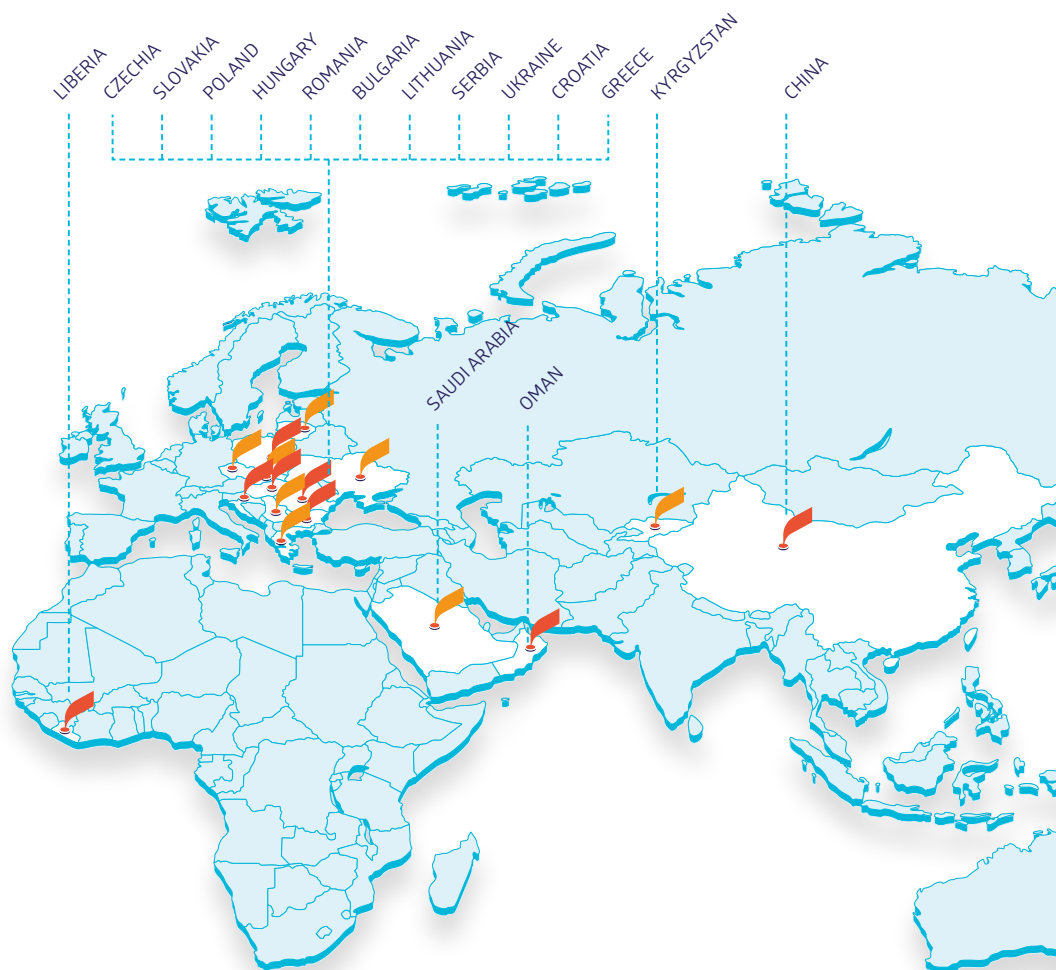 LIBERIA
CZECHIA
SLOVAKIA
POLAND
HUNGARY
ROMANIA
BULGARIA
LITHUANIA
SERBIA
UKRAINE
CROATIA
GREECE
KYRGYZSTAN
CHINA
SAUDI ARABIA
OMAN